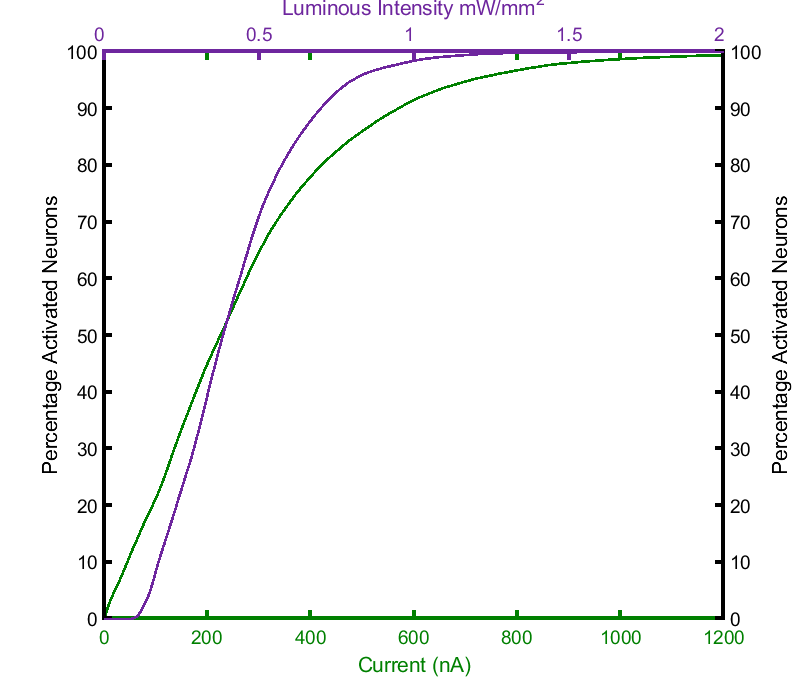 Luminous Intensity mW/mm²
0 0.5 1 1.5 2
100 100
90 90
80 80
70 70
60 60
50 50
40 40
30 30
20 20
10 10
0 0
Percentage Activated Neurons
Percentage Activated Neurons
0 200 400 600 800 1000 1200
Current (nA)